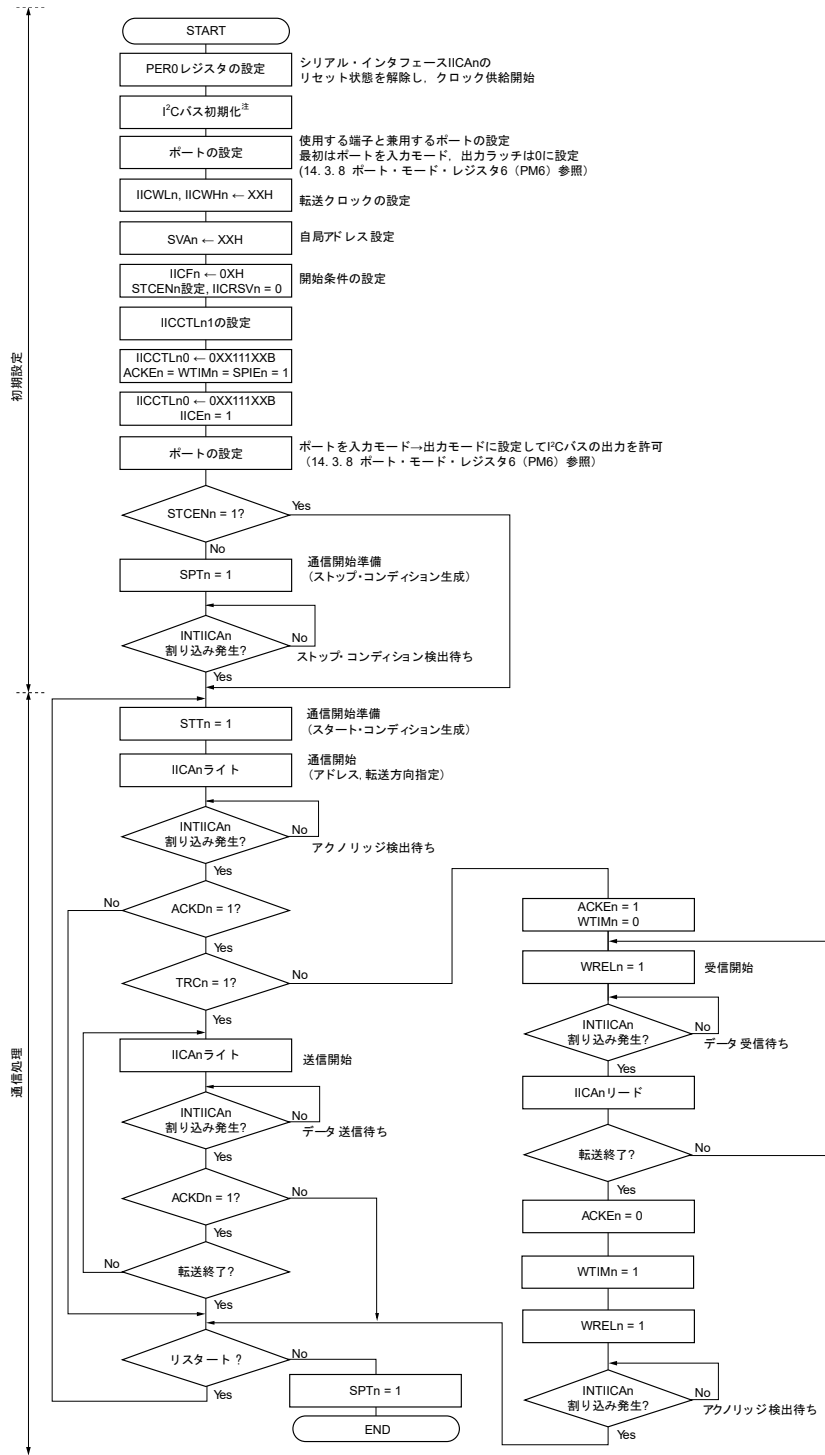 START
PER0レジスタの設定
シリアル・インタフェースIICAnの
リセット状態を解除し，クロック供給開始
I²Cバス初期化注
ポートの設定
使用する端子と兼用するポートの設定
最初はポートを入力モード，出力ラッチは0に設定
(14. 3. 8 ポート・モード・レジスタ6（PM6）参照)
IICWLn, IICWHn ← XXH
転送クロックの設定
SVAn ← XXH
自局アドレス設定
IICFn ← 0XH
STCENn設定, IICRSVn = 0
開始条件の設定
IICCTLn1の設定
IICCTLn0 ← 0XX111XXB
ACKEn = WTIMn = SPIEn = 1
IICCTLn0 ← 0XX111XXB
IICEn = 1
ポートの設定
ポートを入力モード→出力モードに設定してI²Cバスの出力を許可
（14. 3. 8 ポート・モード・レジスタ6（PM6）参照）
初期設定
STCENn = 1?
Yes
No
SPTn = 1
通信開始準備
（ストップ・コンディション生成）
INTIICAn
割り込み発生?
No
ストップ・コンディション検出待ち
Yes
STTn = 1
通信開始準備
（スタート・コンディション生成）
IICAnライト
通信開始
（アドレス, 転送方向指定）
INTIICAn
割り込み発生?
No
アクノリッジ検出待ち
Yes
ACKDn = 1?
No
Yes
TRCn = 1?
No
Yes
IICAnライト
送信開始
INTIICAn
割り込み発生?
No
データ送信待ち
Yes
ACKDn = 1?
No
Yes
転送終了?
No
Yes
リスタート ?
No
Yes
SPTn = 1
END
通信処理
ACKEn = 1
WTIMn = 0
WRELn = 1
受信開始
INTIICAn
割り込み発生?
No
データ受信待ち
Yes
IICAnリード
転送終了?
No
Yes
ACKEn = 0
WTIMn = 1
WRELn = 1
INTIICAn
割り込み発生?
No
アクノリッジ検出待ち
Yes